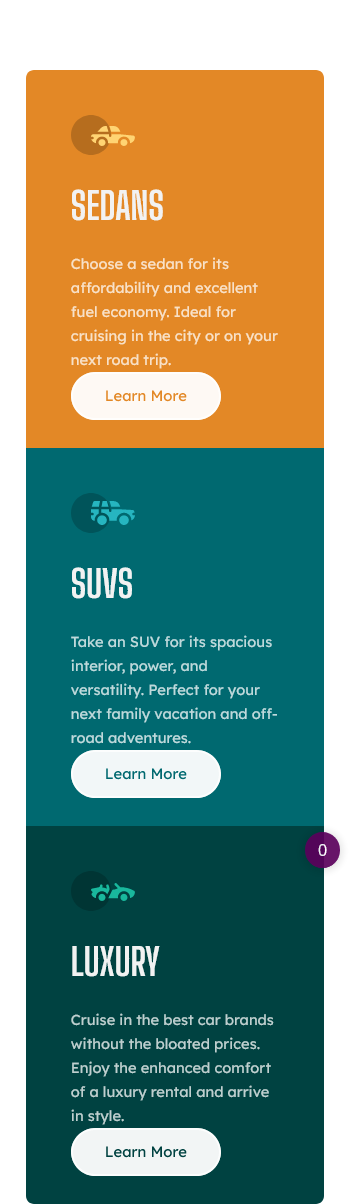 SEDANS
Choose a sedan for its
affordability and excellent
fuel economy. Ideal for
cruising in the city or on your
next road trip.
Learn More
SUVS
Take an SUV for its spacious
interior, power, and
versatility. Perfect for your
next family vacation and off-
road adventures.
Learn More
0
LUXURY
Cruise in the best car brands
without the bloated prices.
Enjoy the enhanced comfort
of a luxury rental and arrive
in style.
Learn More